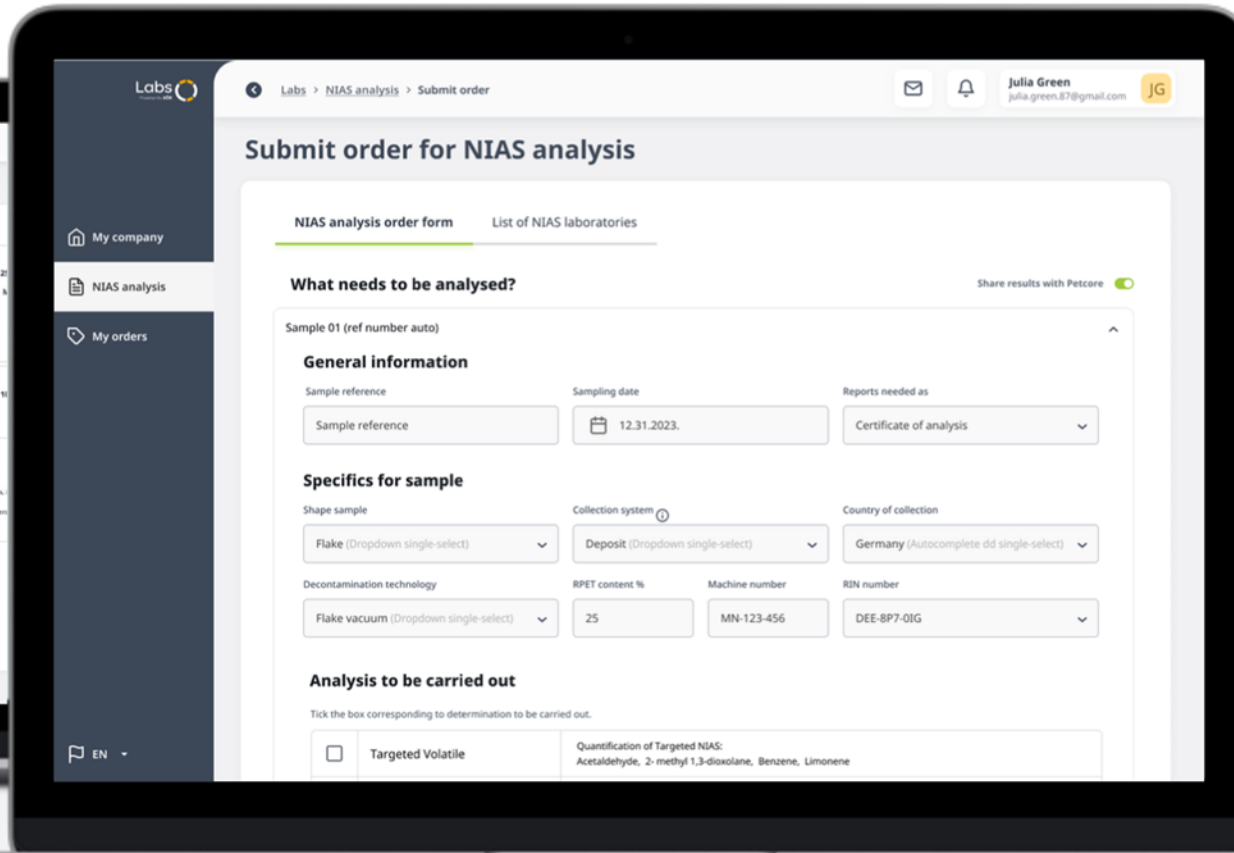 Labs
Labs > NIAS analysis > Submit order
Julia Green
julia.green.87@gmail.com
JG
Submit order for NIAS analysis
My company
NIAS analysis
My orders
EN
NIAS analysis order form
List of NIAS laboratories
What needs to be analysed?
Share results with Petcore
Sample 01 (ref number auto)
General information
Sample reference
Sampling date
Reports needed as
Sample reference
12.31.2023.
Certificate of analysis
Specifics for sample
Shape sample
Collection system
Country of collection
Flake (Dropdown single-select)
Deposit (Dropdown single-select)
Germany (Autocomplete dd single-select)
Decontamination technology
RPET content %
Machine number
RIN number
Flake vacuum (Dropdown single-select)
25
MN-123-456
DEE-8P7-0IG
Analysis to be carried out
Tick the box corresponding to determination to be carried out.
Targeted Volatile
Quantification of Targeted NIAS:
Acetaldehyde, 2- methyl 1,3-dioxolane, Benzene, Limonene